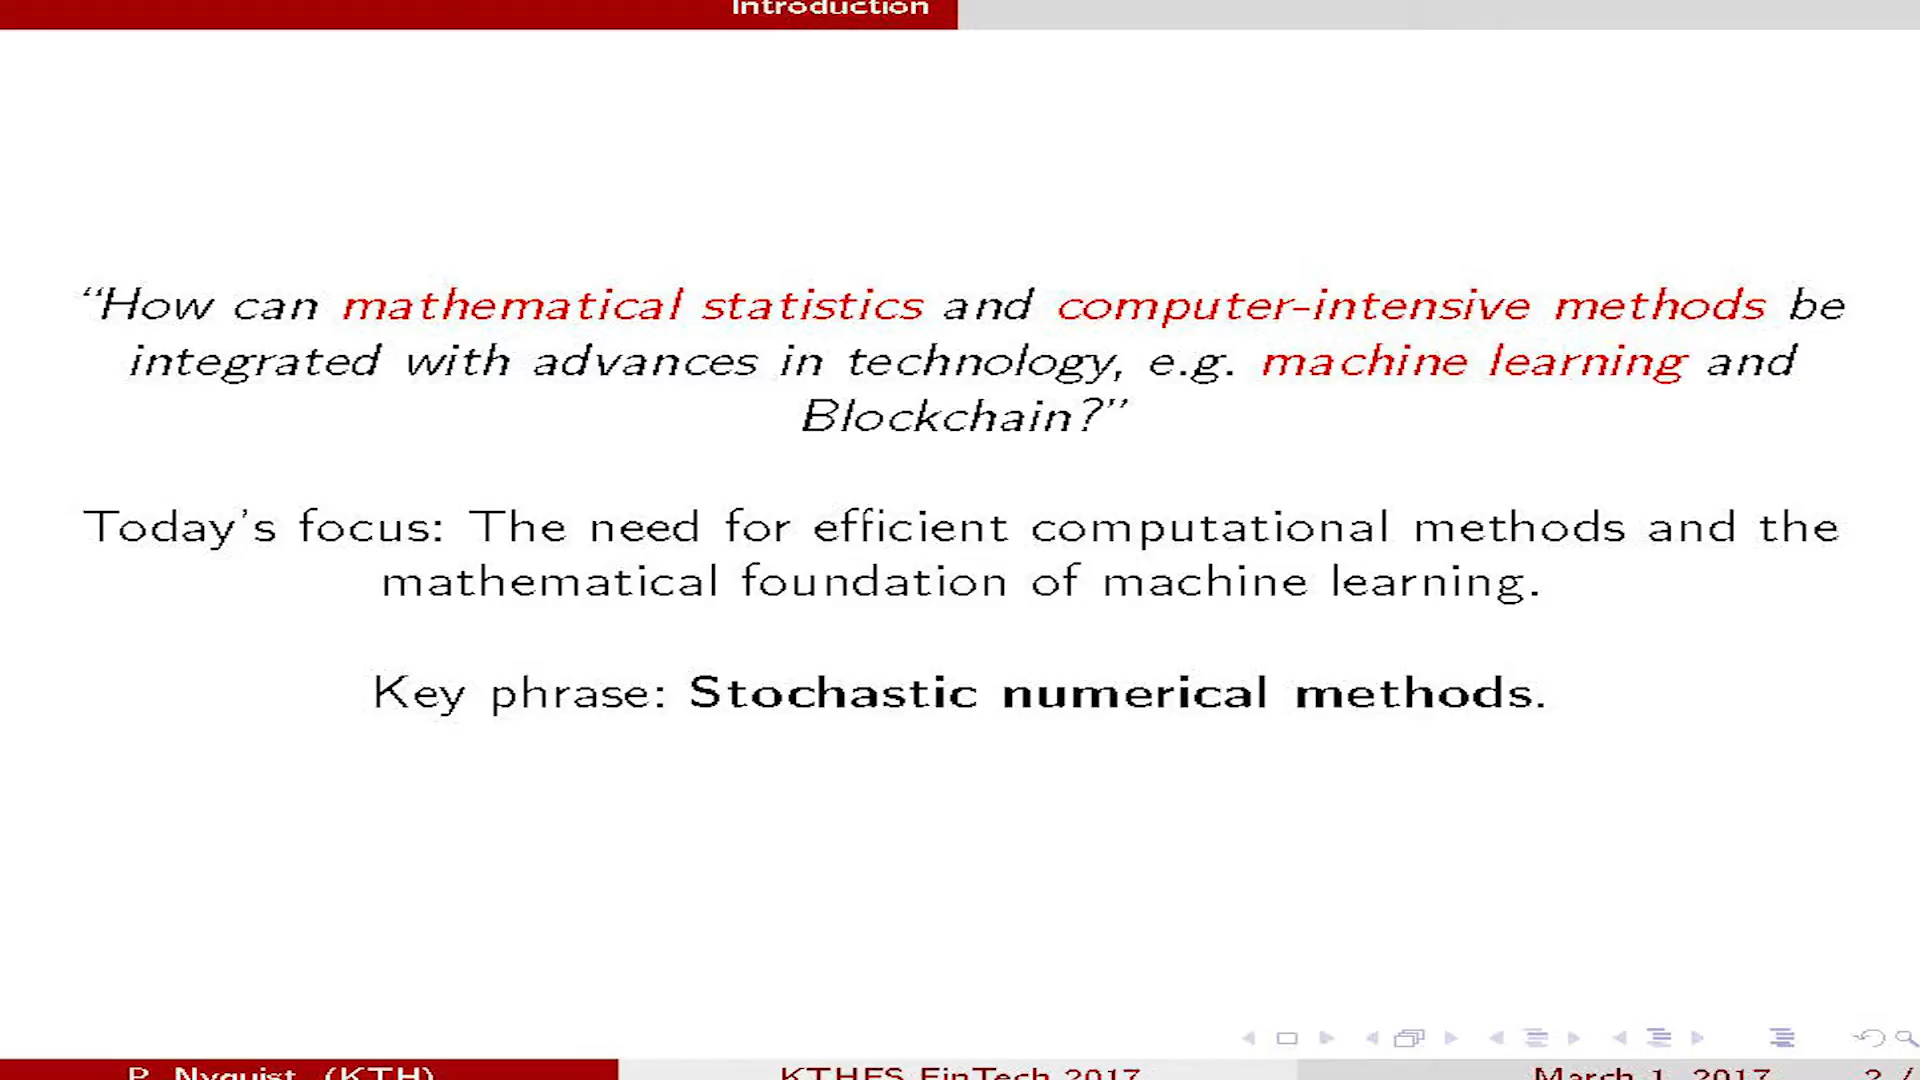 Introduction
“How can mathematical statistics and computer-intensive methods be
integrated with advances in technology, e.g. machine learning and
Blockchain?”
Today's focus: The need for efficient computational methods and the
mathematical foundation of machine learning.
Key phrase: Stochastic numerical methods.
P. Nyquist (KTH) KTHFS FinTech 2017 March 1, 2017 2 /